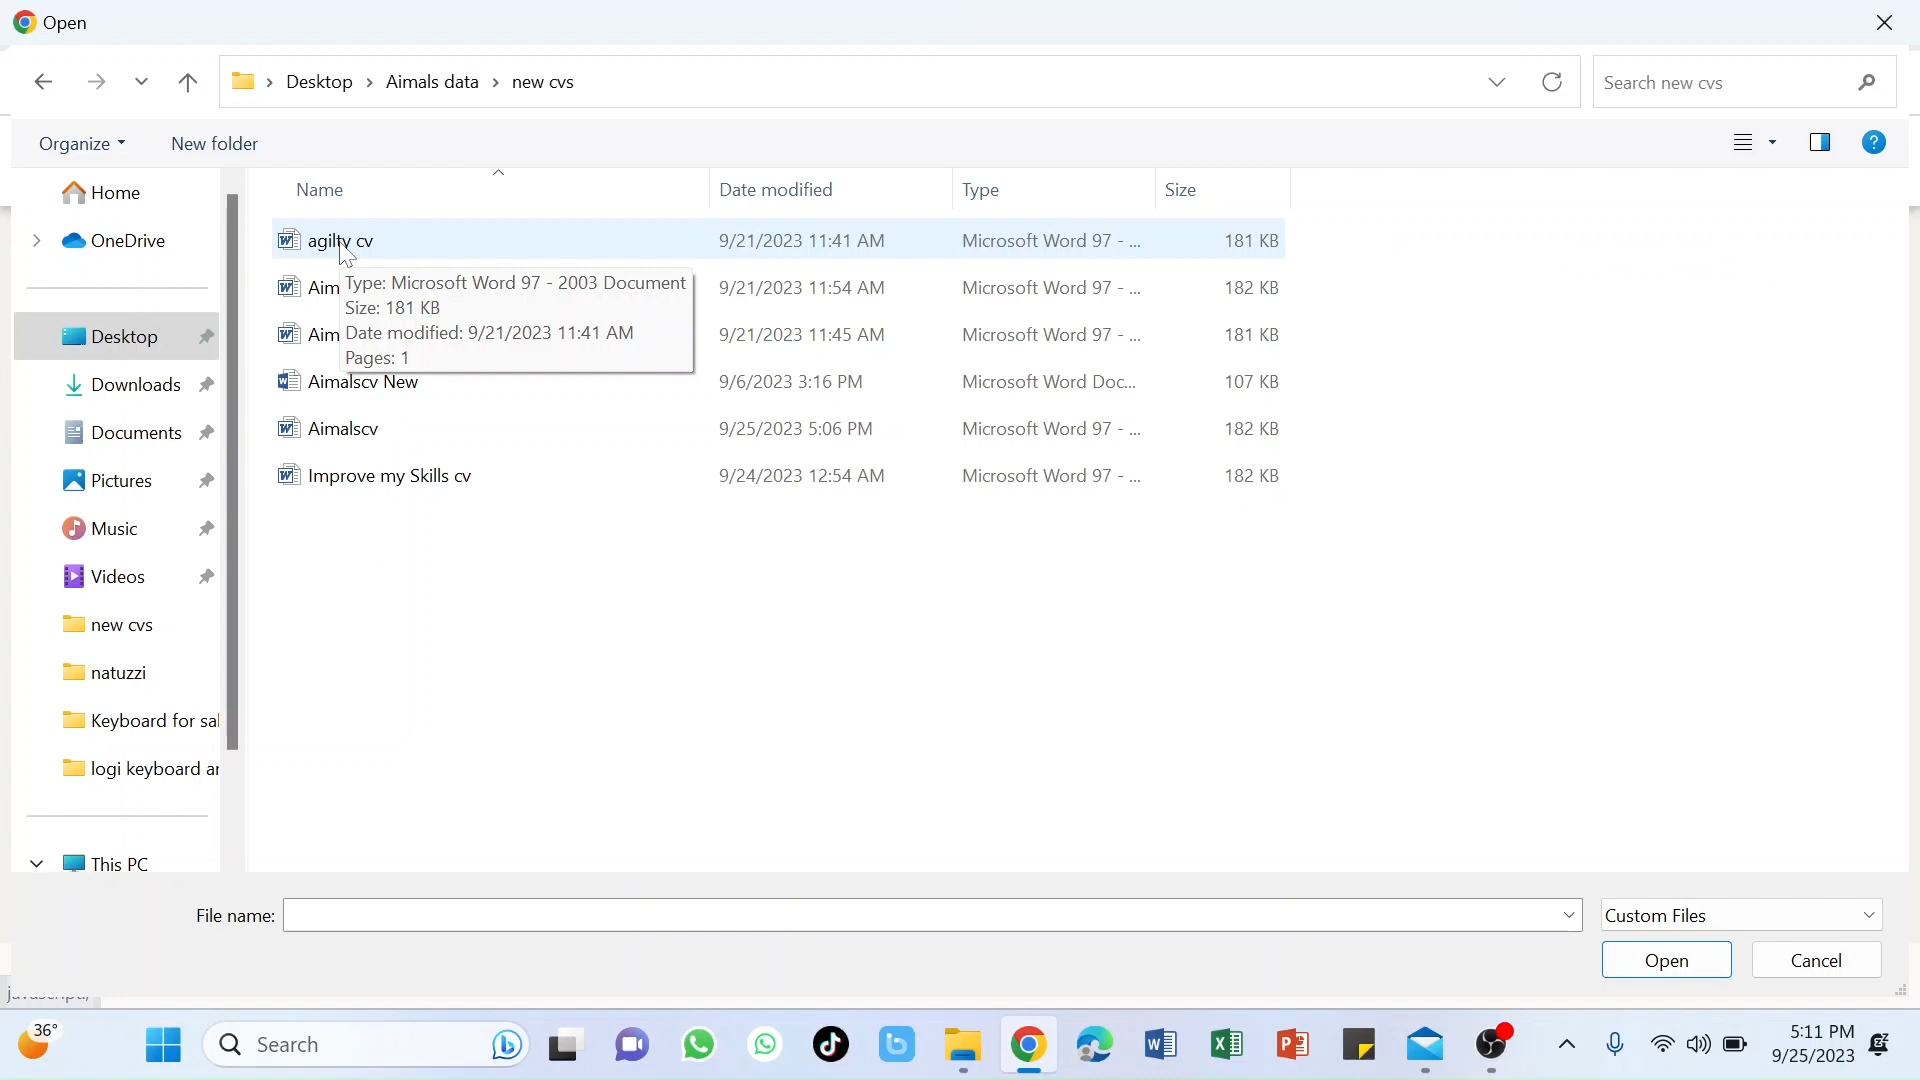 Open
Desktop > Aimals data > new cvs
Search new cvs
Organize
New folder
Name
Date modified
Type
Size
Home
OneDrive
Desktop
Downloads
Documents
Pictures
Music
Videos
new cvs
natuzzi
Keyboard for sal
logi keyboard ar
This PC
agilty cv 9/21/2023 11:41 AM Microsoft Word 97 - ... 181 KB
Aim 9/21/2023 11:54 AM Microsoft Word 97 - ... 182 KB
Aim 9/21/2023 11:45 AM Microsoft Word 97 - ... 181 KB
Aimalscv New 9/6/2023 3:16 PM Microsoft Word Doc... 107 KB
Aimalscv 9/25/2023 5:06 PM Microsoft Word 97 - ... 182 KB
Improve my Skills cv 9/24/2023 12:54 AM Microsoft Word 97 - ... 182 KB
Type: Microsoft Word 97 - 2003 Document
Size: 181 KB
Date modified: 9/21/2023 11:41 AM
Pages: 1
File name:
Custom Files
Open
Cancel
36°
Search
5:11 PM
9/25/2023